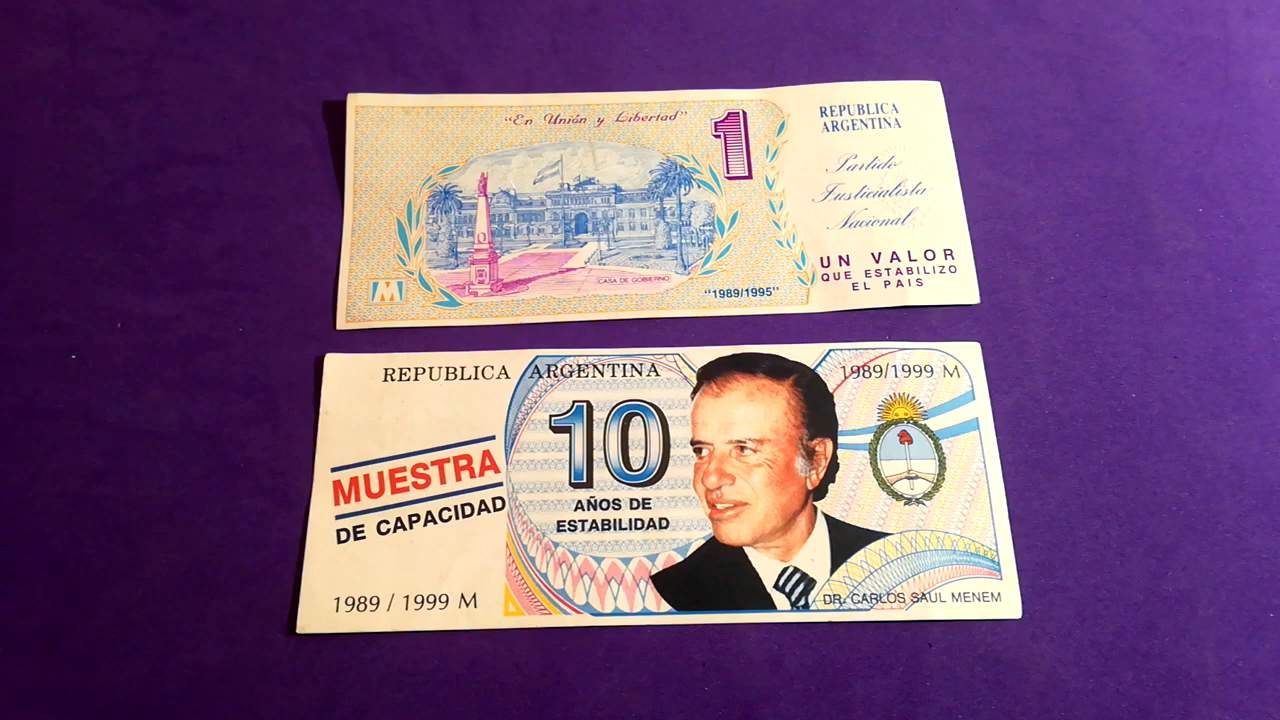 "En Unión y Libertad"
1
REPUBLICA
ARGENTINA
Partido
Justicialista
Nacional
UN VALOR
QUE ESTABILIZO
EL PAIS
CASA DE GOBIERNO
"1989/1995"
M
REPUBLICA ARGENTINA
1989/1999 M
10
AÑOS DE
ESTABILIDAD
MUESTRA
DE CAPACIDAD
1989 / 1999 M
DR. CARLOS SAUL MENEM